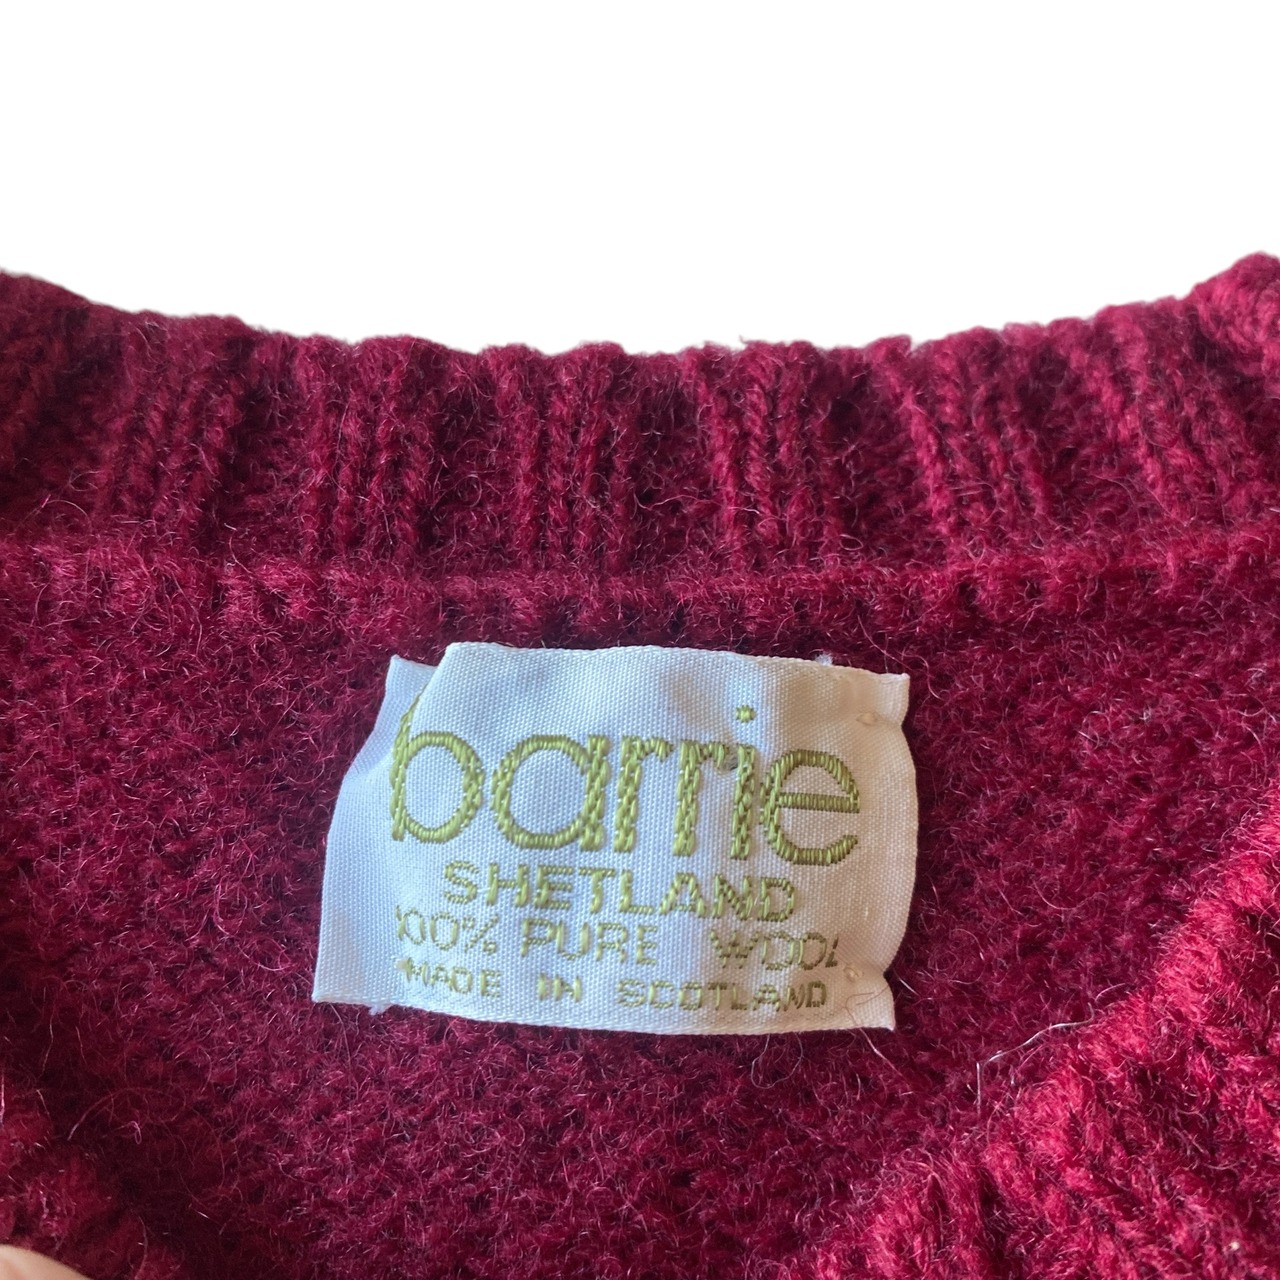 barrie
SHETLAND
100% PURE WOOL
MADE IN SCOTLAND